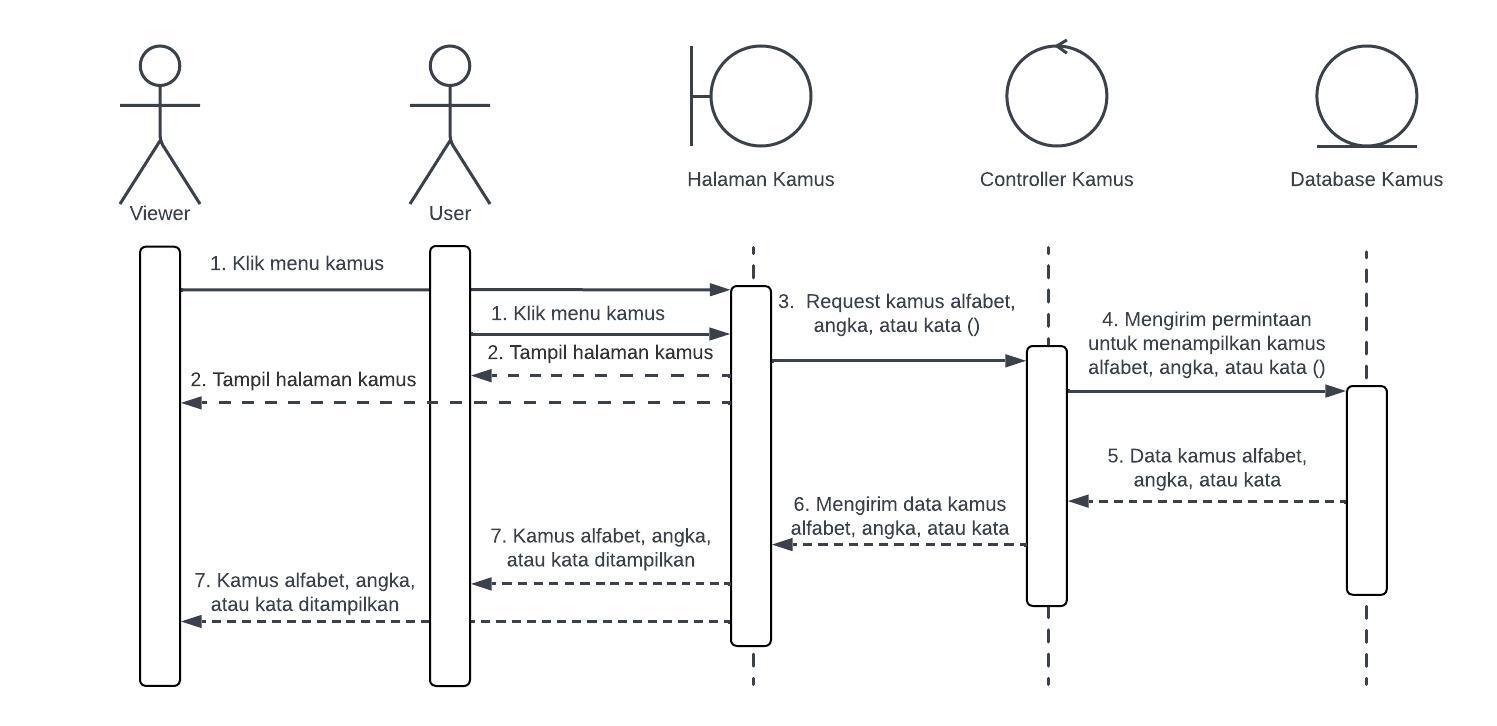 Viewer
User
Halaman Kamus
Controller Kamus
Database Kamus
1. Klik menu kamus
1. Klik menu kamus
2. Tampil halaman kamus
2. Tampil halaman kamus
3.  Request kamus alfabet,
angka, atau kata ()
4. Mengirim permintaan
untuk menampilkan kamus
alfabet, angka, atau kata ()
5. Data kamus alfabet,
angka, atau kata
6. Mengirim data kamus
alfabet, angka, atau kata
7. Kamus alfabet, angka,
atau kata ditampilkan
7. Kamus alfabet, angka,
atau kata ditampilkan